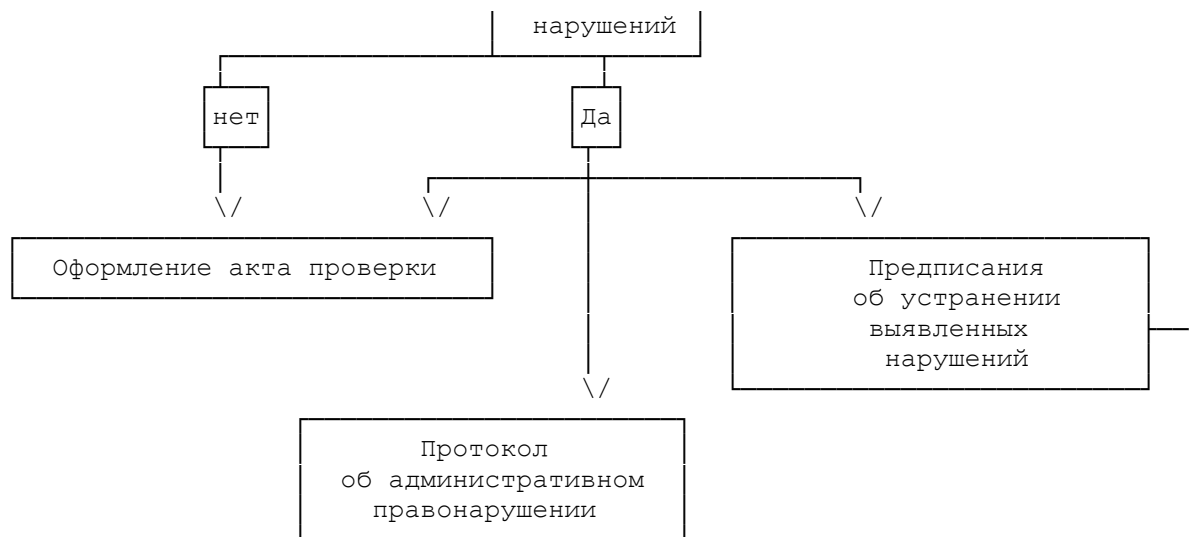 нарушений
нет
Да
Оформление акта проверки
Предписания
об устранении
выявленных
нарушений
Протокол
об административном
правонарушении